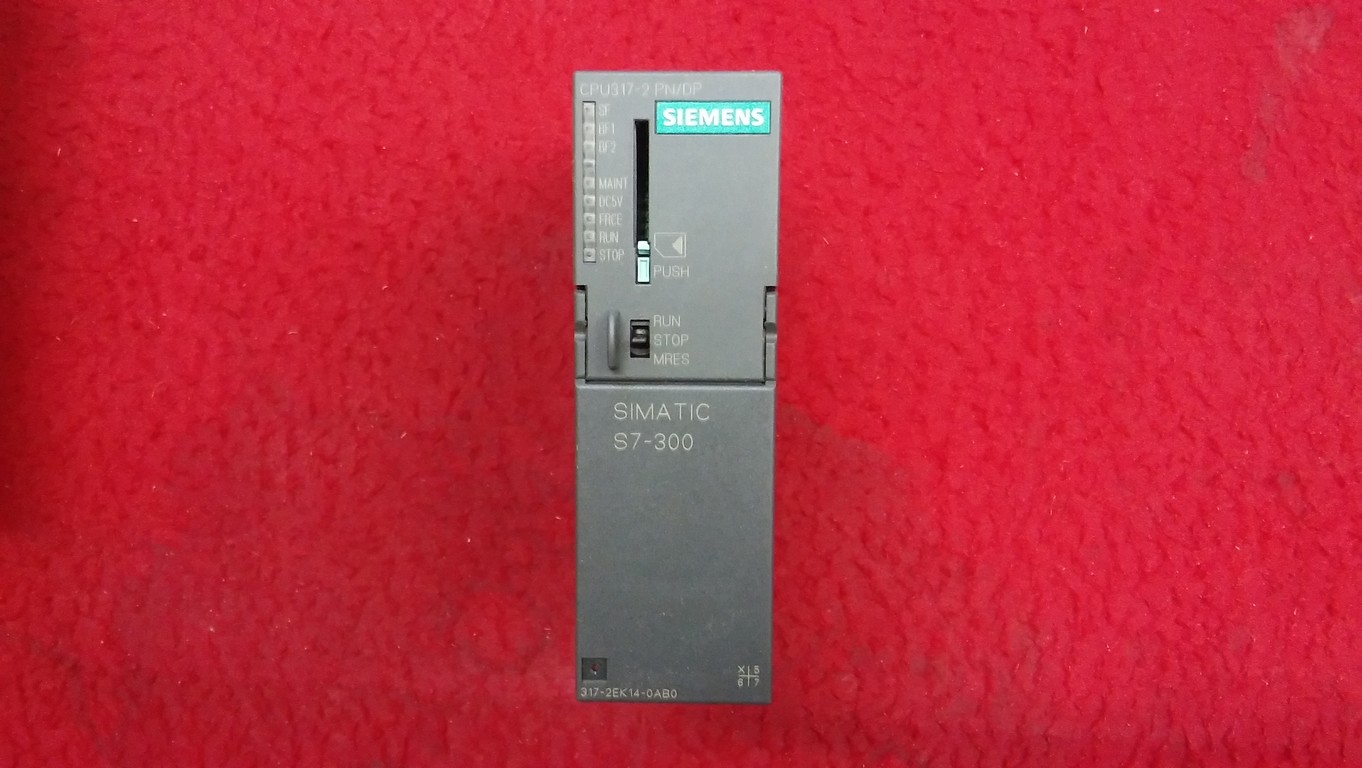 CPU317-2 PN/DP
SIEMENS
SF
BF1
BF2
MAINT
DC5V
FRCE
RUN
STOP
PUSH
RUN
STOP
MRES
SIMATIC
S7-300
X 5
6 7
317-2EK14-0AB0